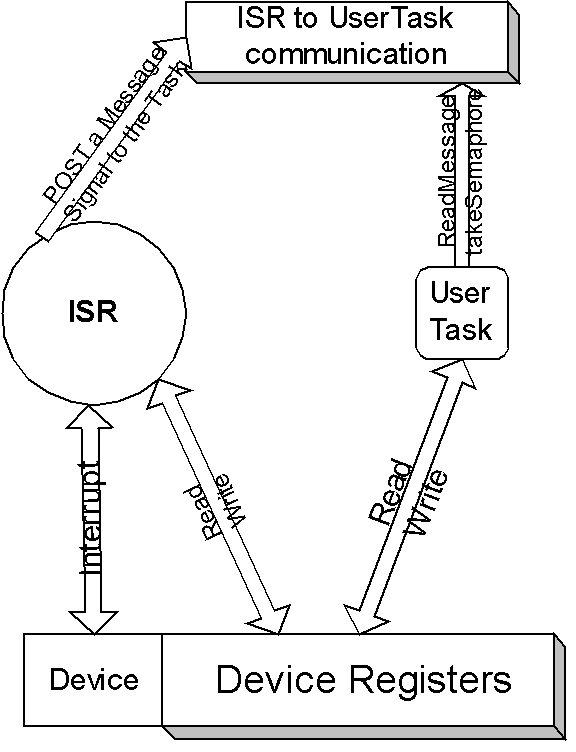 ISR to UserTask
communication
POST a Message
Signal to the Task
ReadMessage
takeSemaphore
ISR
User
Task
Interrupt
Read
Write
Read
Write
Device
Device Registers